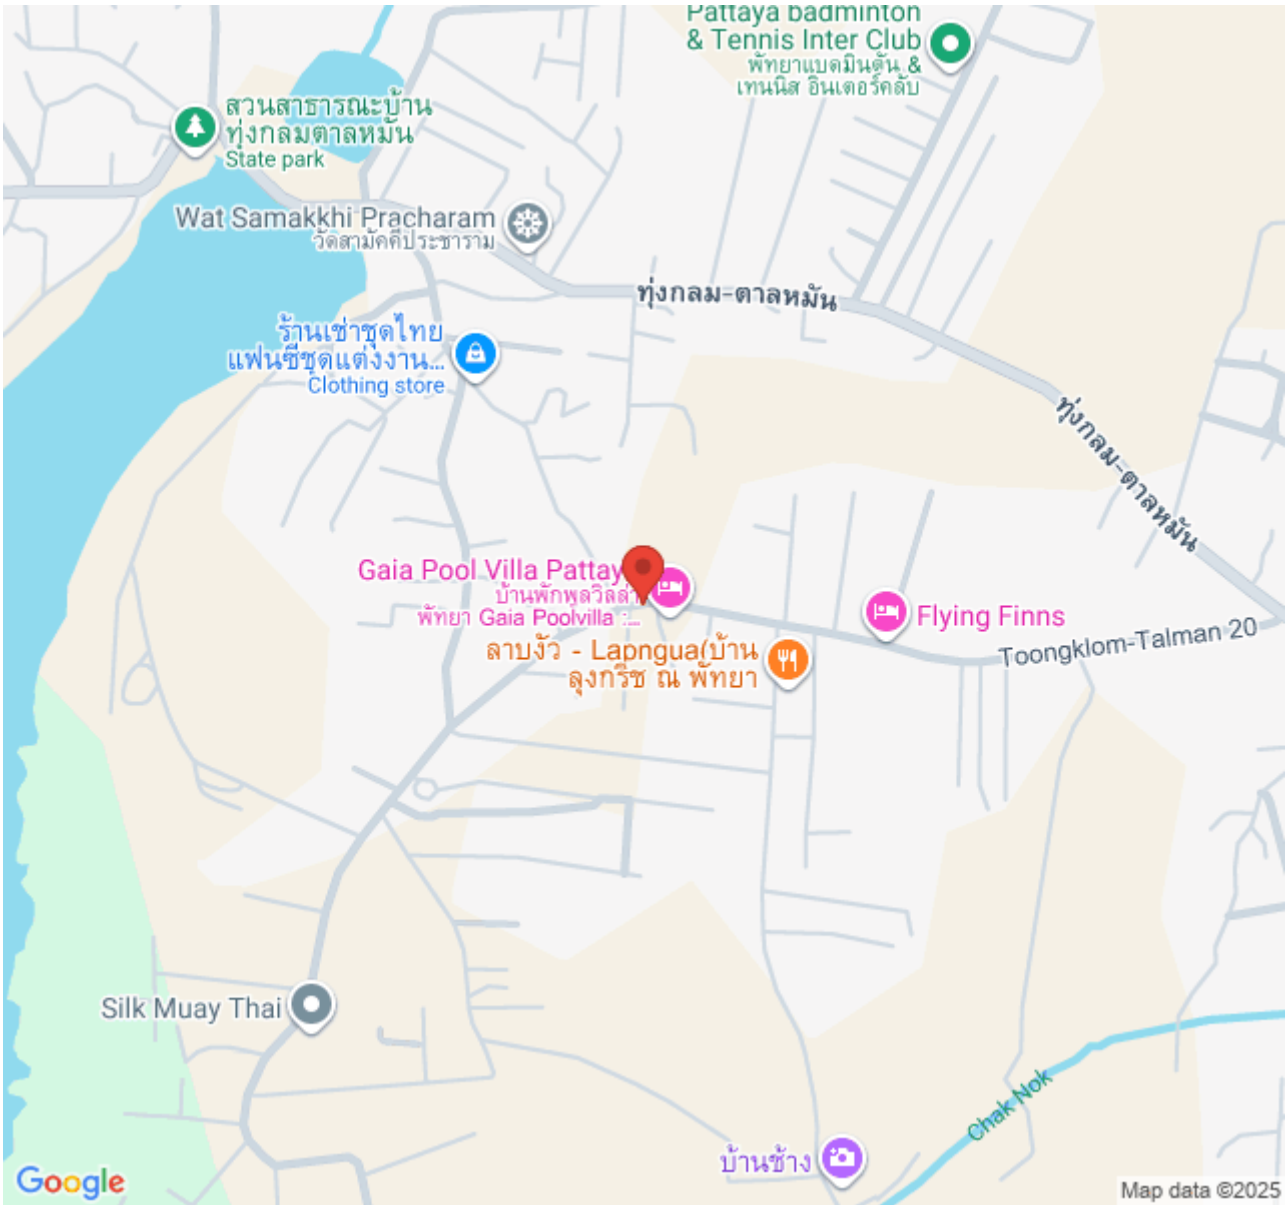 Pattaya badminton
& Tennis Inter Club
พัทยาแบดมินตัน &
เทนนิส อินเตอร์คลับ
สวนสาธารณะบ้าน
ทุ่งกลมตาลหมัน
State park
Wat Samakkhi Pracharam
วัดสามัคคีประชาราม
ทุ่งกลม-ตาลหมัน
ร้านเช่าชุดไทย
แฟนซีชุดแต่งงาน...
Clothing store
ทุ่งกลม-ตาลหมัน
Gaia Pool Villa Pattay
บ้านพักพูลวิลล่า
พัทยา Gaia Poolvilla :...
Flying Finns
Toongklom-Talman 20
ลาบงัว - Lapngua(บ้าน
ลุงกริช ณ พัทยา
Silk Muay Thai
Chak Nok
บ้านช้าง
Google
Map data ©2025